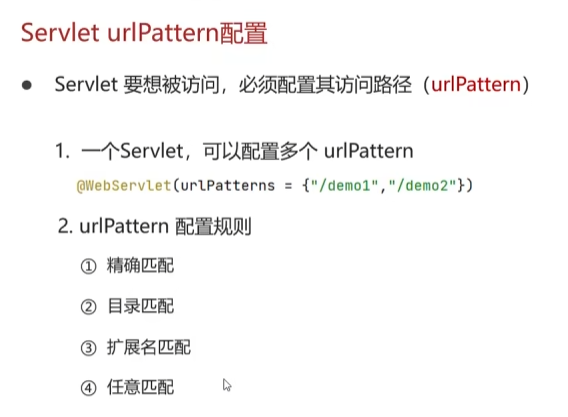 Servlet urlPattern配置
● Servlet 要想被访问，必须配置其访问路径（urlPattern）
1. 一个Servlet，可以配置多个 urlPattern
@WebServlet(urlPatterns = {"/demo1","/demo2"})
2. urlPattern 配置规则
① 精确匹配
② 目录匹配
③ 扩展名匹配
④ 任意匹配